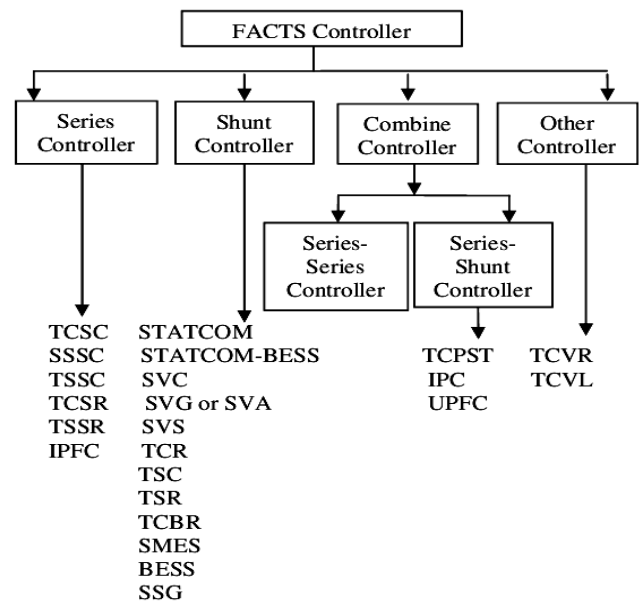 FACTS Controller
Series
Controller
Shunt
Controller
Combine
Controller
Other
Controller
Series-
Series
Controller
Series-
Shunt
Controller
TCSC
SSSC
TSSC
TCSR
TSSR
IPFC
STATCOM
STATCOM-BESS
SVC
SVG or SVA
SVS
TCR
TSC
TSR
TCBR
SMES
BESS
SSG
TCPST
IPC
UPFC
TCVR
TCVL